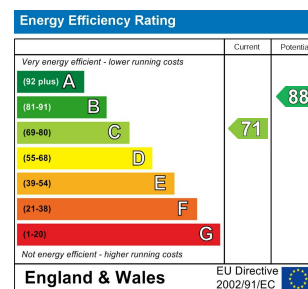 Energy Efficiency Rating
Current
Potentia
Very energy efficient - lower running costs
(92 plus) A
(81-91) B
88
(69-80) C
71
(55-68) D
(39-54) E
(21-38) F
(1-20) G
Not energy efficient - higher running costs
England & Wales
EU Directive
2002/91/EC